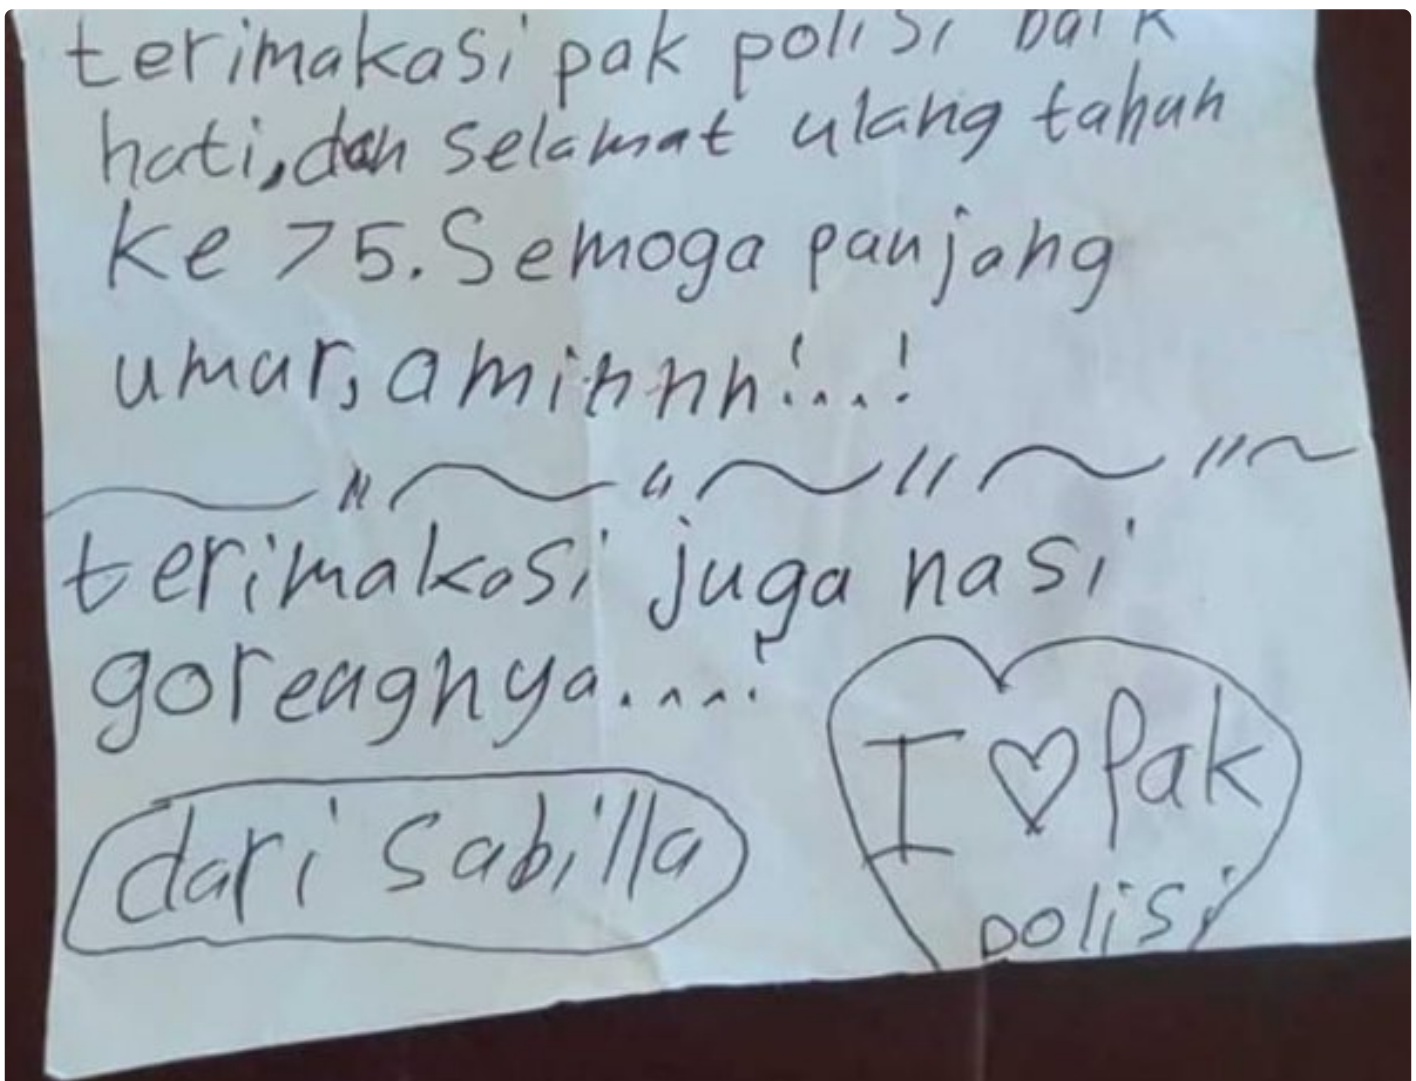 terimakasi pak polisi baik
hati, dan selamat ulang tahun
ke 75. Semoga panjang
umur, aminnn!...!
terimakasi juga nasi
gorengnya....!
dari Sabilla
I ♡ Pak
polisi